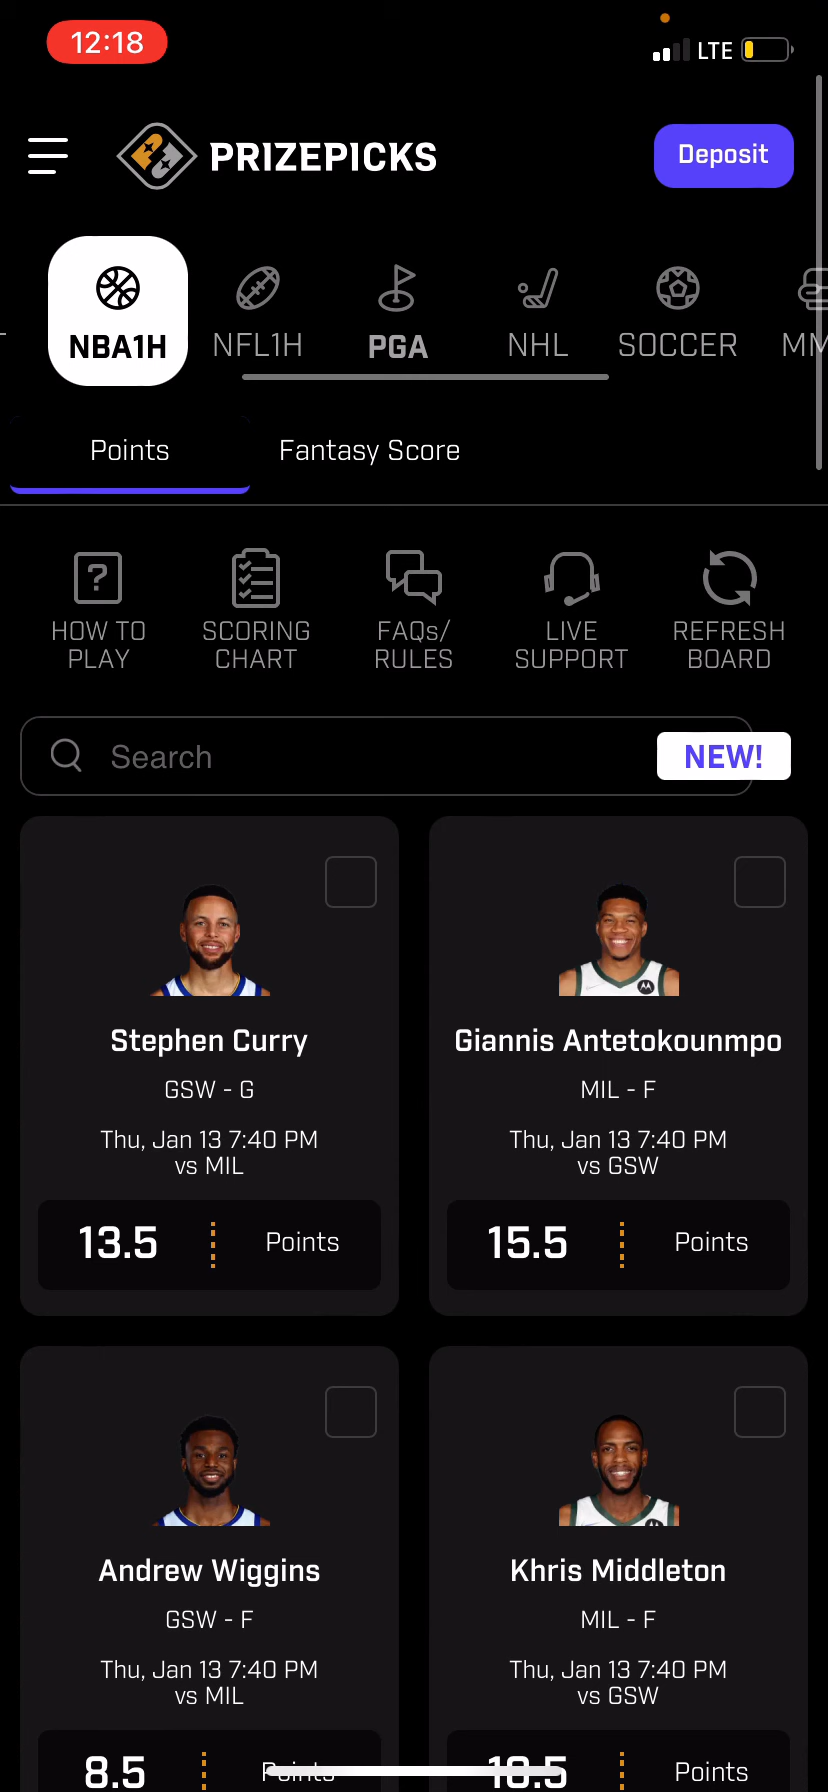 12:18
LTE
PRIZEPICKS
Deposit
NBA1H
NFL1H
PGA
NHL
SOCCER
MM
Points
Fantasy Score
?
HOW TO
PLAY
SCORING
CHART
FAQs/
RULES
LIVE
SUPPORT
REFRESH
BOARD
Search
NEW!
Stephen Curry
GSW - G
Thu, Jan 13 7:40 PM
vs MIL
13.5 Points
Giannis Antetokounmpo
MIL - F
Thu, Jan 13 7:40 PM
vs GSW
15.5 Points
Andrew Wiggins
GSW - F
Thu, Jan 13 7:40 PM
vs MIL
8.5 Points
Khris Middleton
MIL - F
Thu, Jan 13 7:40 PM
vs GSW
Points